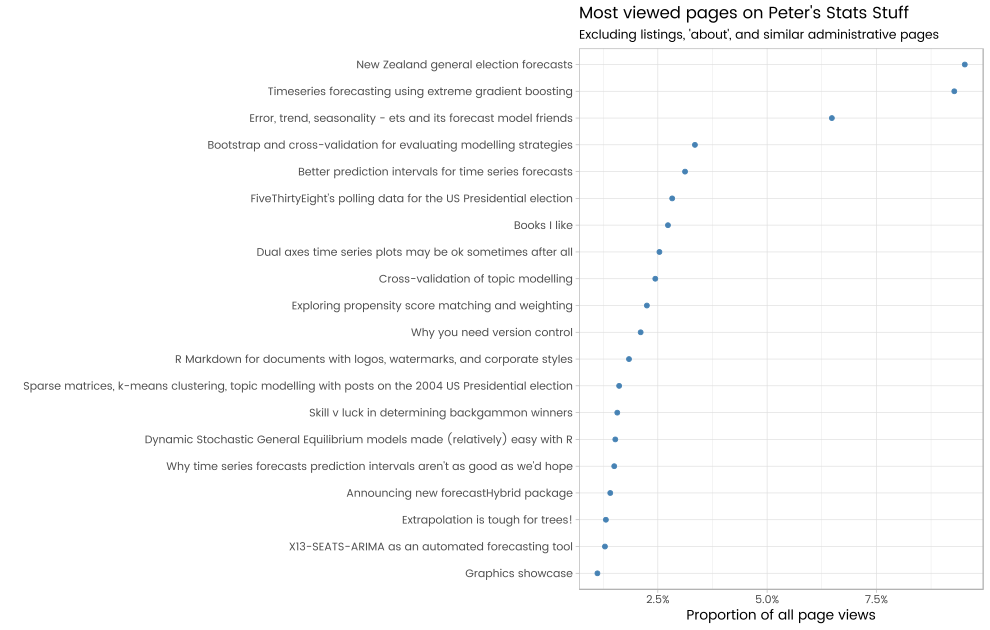 Most viewed pages on Peter's Stats Stuff
Excluding listings, 'about', and similar administrative pages
New Zealand general election forecasts
Timeseries forecasting using extreme gradient boosting
Error, trend, seasonality - ets and its forecast model friends
Bootstrap and cross-validation for evaluating modelling strategies
Better prediction intervals for time series forecasts
FiveThirtyEight's polling data for the US Presidential election
Books I like
Dual axes time series plots may be ok sometimes after all
Cross-validation of topic modelling
Exploring propensity score matching and weighting
Why you need version control
R Markdown for documents with logos, watermarks, and corporate styles
Sparse matrices, k-means clustering, topic modelling with posts on the 2004 US Presidential election
Skill v luck in determining backgammon winners
Dynamic Stochastic General Equilibrium models made (relatively) easy with R
Why time series forecasts prediction intervals aren't as good as we'd hope
Announcing new forecastHybrid package
Extrapolation is tough for trees!
X13-SEATS-ARIMA as an automated forecasting tool
Graphics showcase
2.5% 5.0% 7.5%
Proportion of all page views